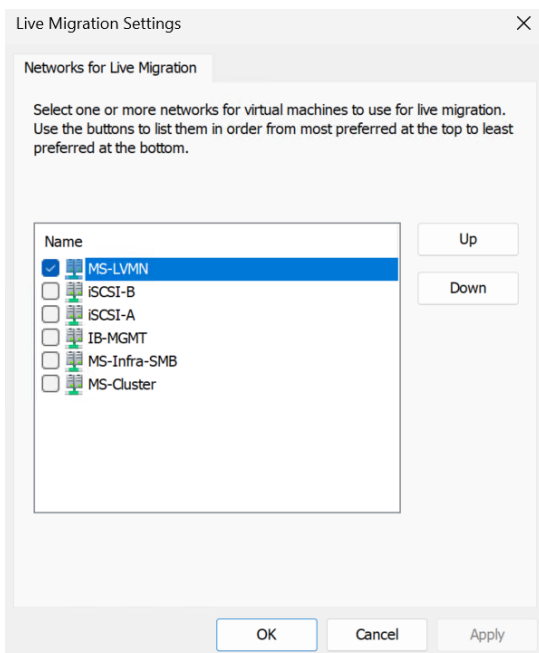 Live Migration Settings
Networks for Live Migration
Select one or more networks for virtual machines to use for live migration.
Use the buttons to list them in order from most preferred at the top to least
preferred at the bottom.
Name
MS-LVMN
iSCSI-B
iSCSI-A
IB-MGMT
MS-Infra-SMB
MS-Cluster
Up
Down
OK
Cancel
Apply